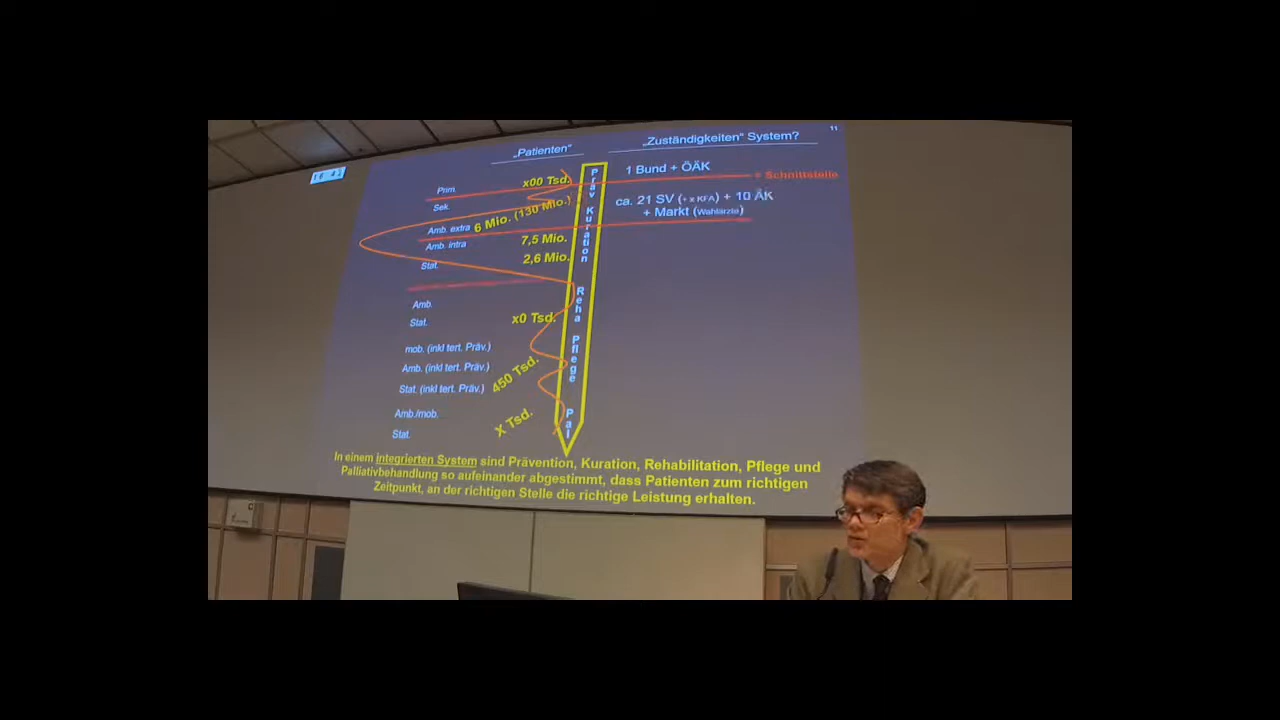 11
„Patienten“ „Zuständigkeiten“ System?
Prim. x00 Tsd. Präv 1 Bund + ÖÄK
= Schnittstelle
Sek. ca. 21 SV (+ x KFA) + 10 ÄK
+ Markt (Wahlärzte)
Amb. extra 6 Mio. (130 Mio.) Kuration
Amb. intra 7,5 Mio.
Stat. 2,6 Mio.
Amb. Reha
Stat. x0 Tsd.
mob. (inkl tert. Präv.) Pflege
Amb. (inkl tert. Präv.) 450 Tsd.
Stat. (inkl tert. Präv.)
Amb./mob. X Tsd. Pal
Stat.
In einem integrierten System sind Prävention, Kuration, Rehabilitation, Pflege und
Palliativbehandlung so aufeinander abgestimmt, dass Patienten zum richtigen
Zeitpunkt, an der richtigen Stelle die richtige Leistung erhalten.